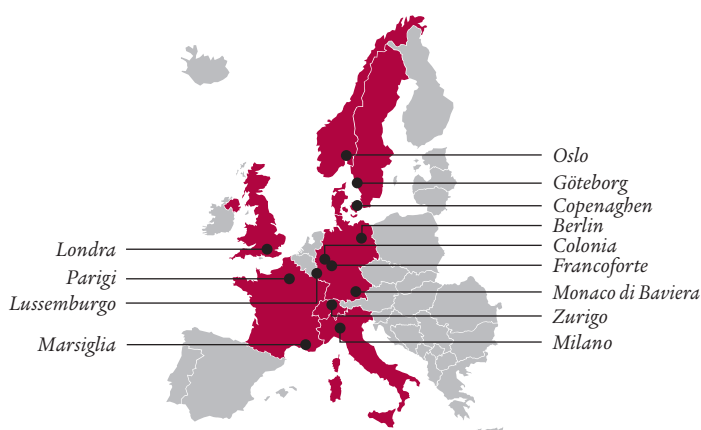 Oslo
Göteborg
Copenaghen
Berlin
Colonia
Francoforte
Monaco di Baviera
Zurigo
Milano
Londra
Parigi
Lussemburgo
Marsiglia